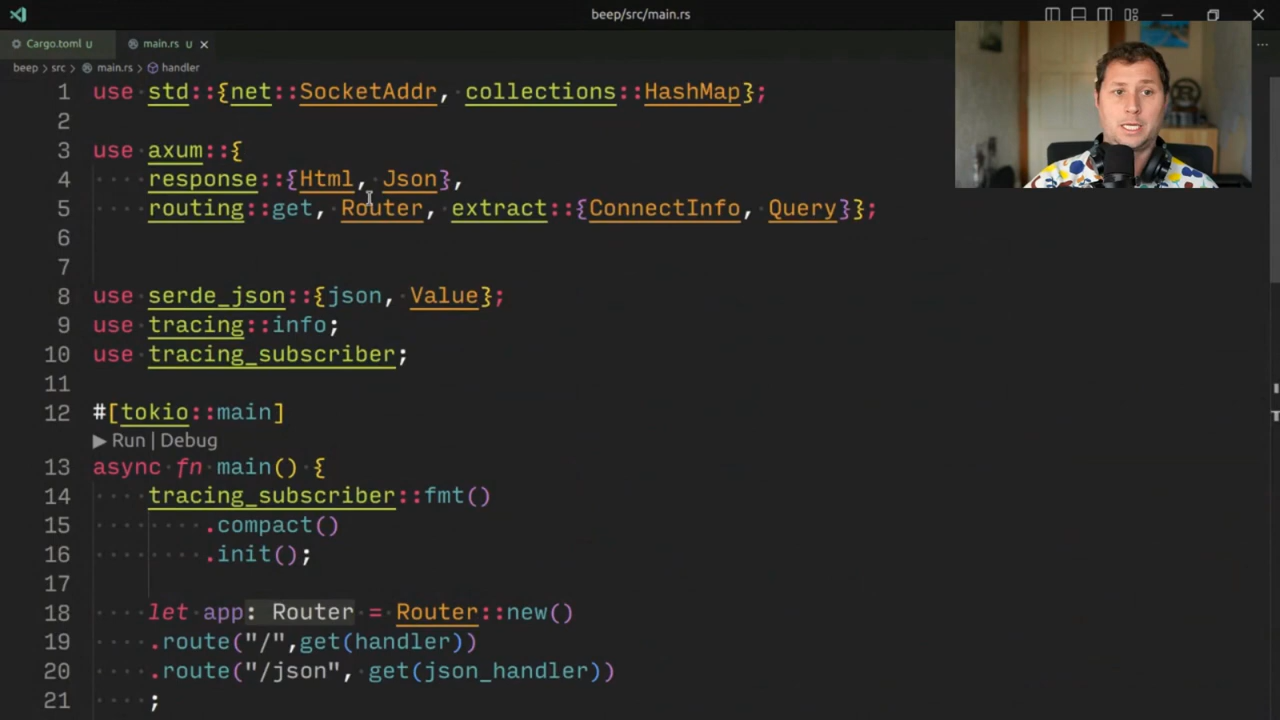 beep/src/main.rs
Cargo.toml U
main.rs U
beep > src > main.rs > handler
1 use std::{net::SocketAddr, collections::HashMap};
2
3 use axum::{
4 response::{Html, Json},
5 routing::get, Router, extract::{ConnectInfo, Query}};
6
7
8 use serde_json::{json, Value};
9 use tracing::info;
10 use tracing_subscriber;
11
12 #[tokio::main]
Run | Debug
13 async fn main() {
14 tracing_subscriber::fmt()
15 .compact()
16 .init();
17
18 let app: Router = Router::new()
19 .route("/",get(handler))
20 .route("/json", get(json_handler))
21 ;